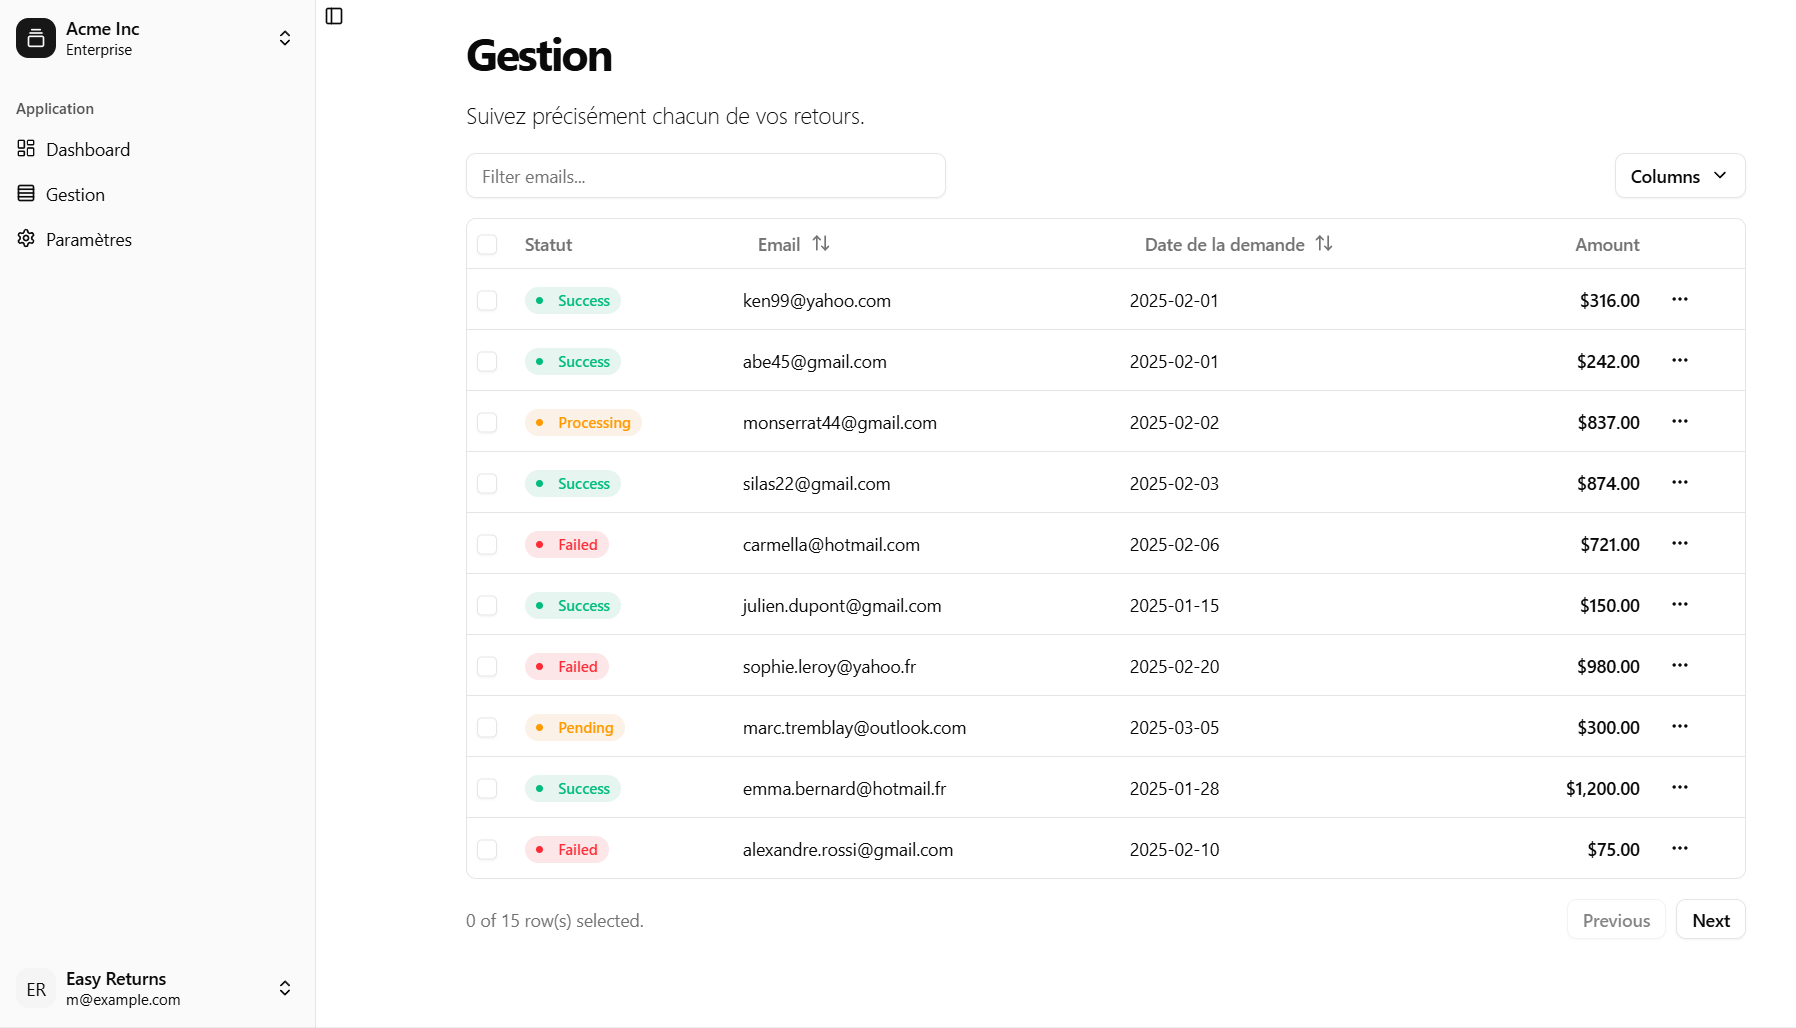 Acme Inc
Enterprise
Application
Dashboard
Gestion
Paramètres
Gestion
Suivez précisément chacun de vos retours.
Filter emails...
Columns
Statut Email Date de la demande Amount
Success ken99@yahoo.com 2025-02-01 $316.00
Success abe45@gmail.com 2025-02-01 $242.00
Processing monserrat44@gmail.com 2025-02-02 $837.00
Success silas22@gmail.com 2025-02-03 $874.00
Failed carmella@hotmail.com 2025-02-06 $721.00
Success julien.dupont@gmail.com 2025-01-15 $150.00
Failed sophie.leroy@yahoo.fr 2025-02-20 $980.00
Pending marc.tremblay@outlook.com 2025-03-05 $300.00
Success emma.bernard@hotmail.fr 2025-01-28 $1,200.00
Failed alexandre.rossi@gmail.com 2025-02-10 $75.00
0 of 15 row(s) selected.
Previous Next
ER
Easy Returns
m@example.com